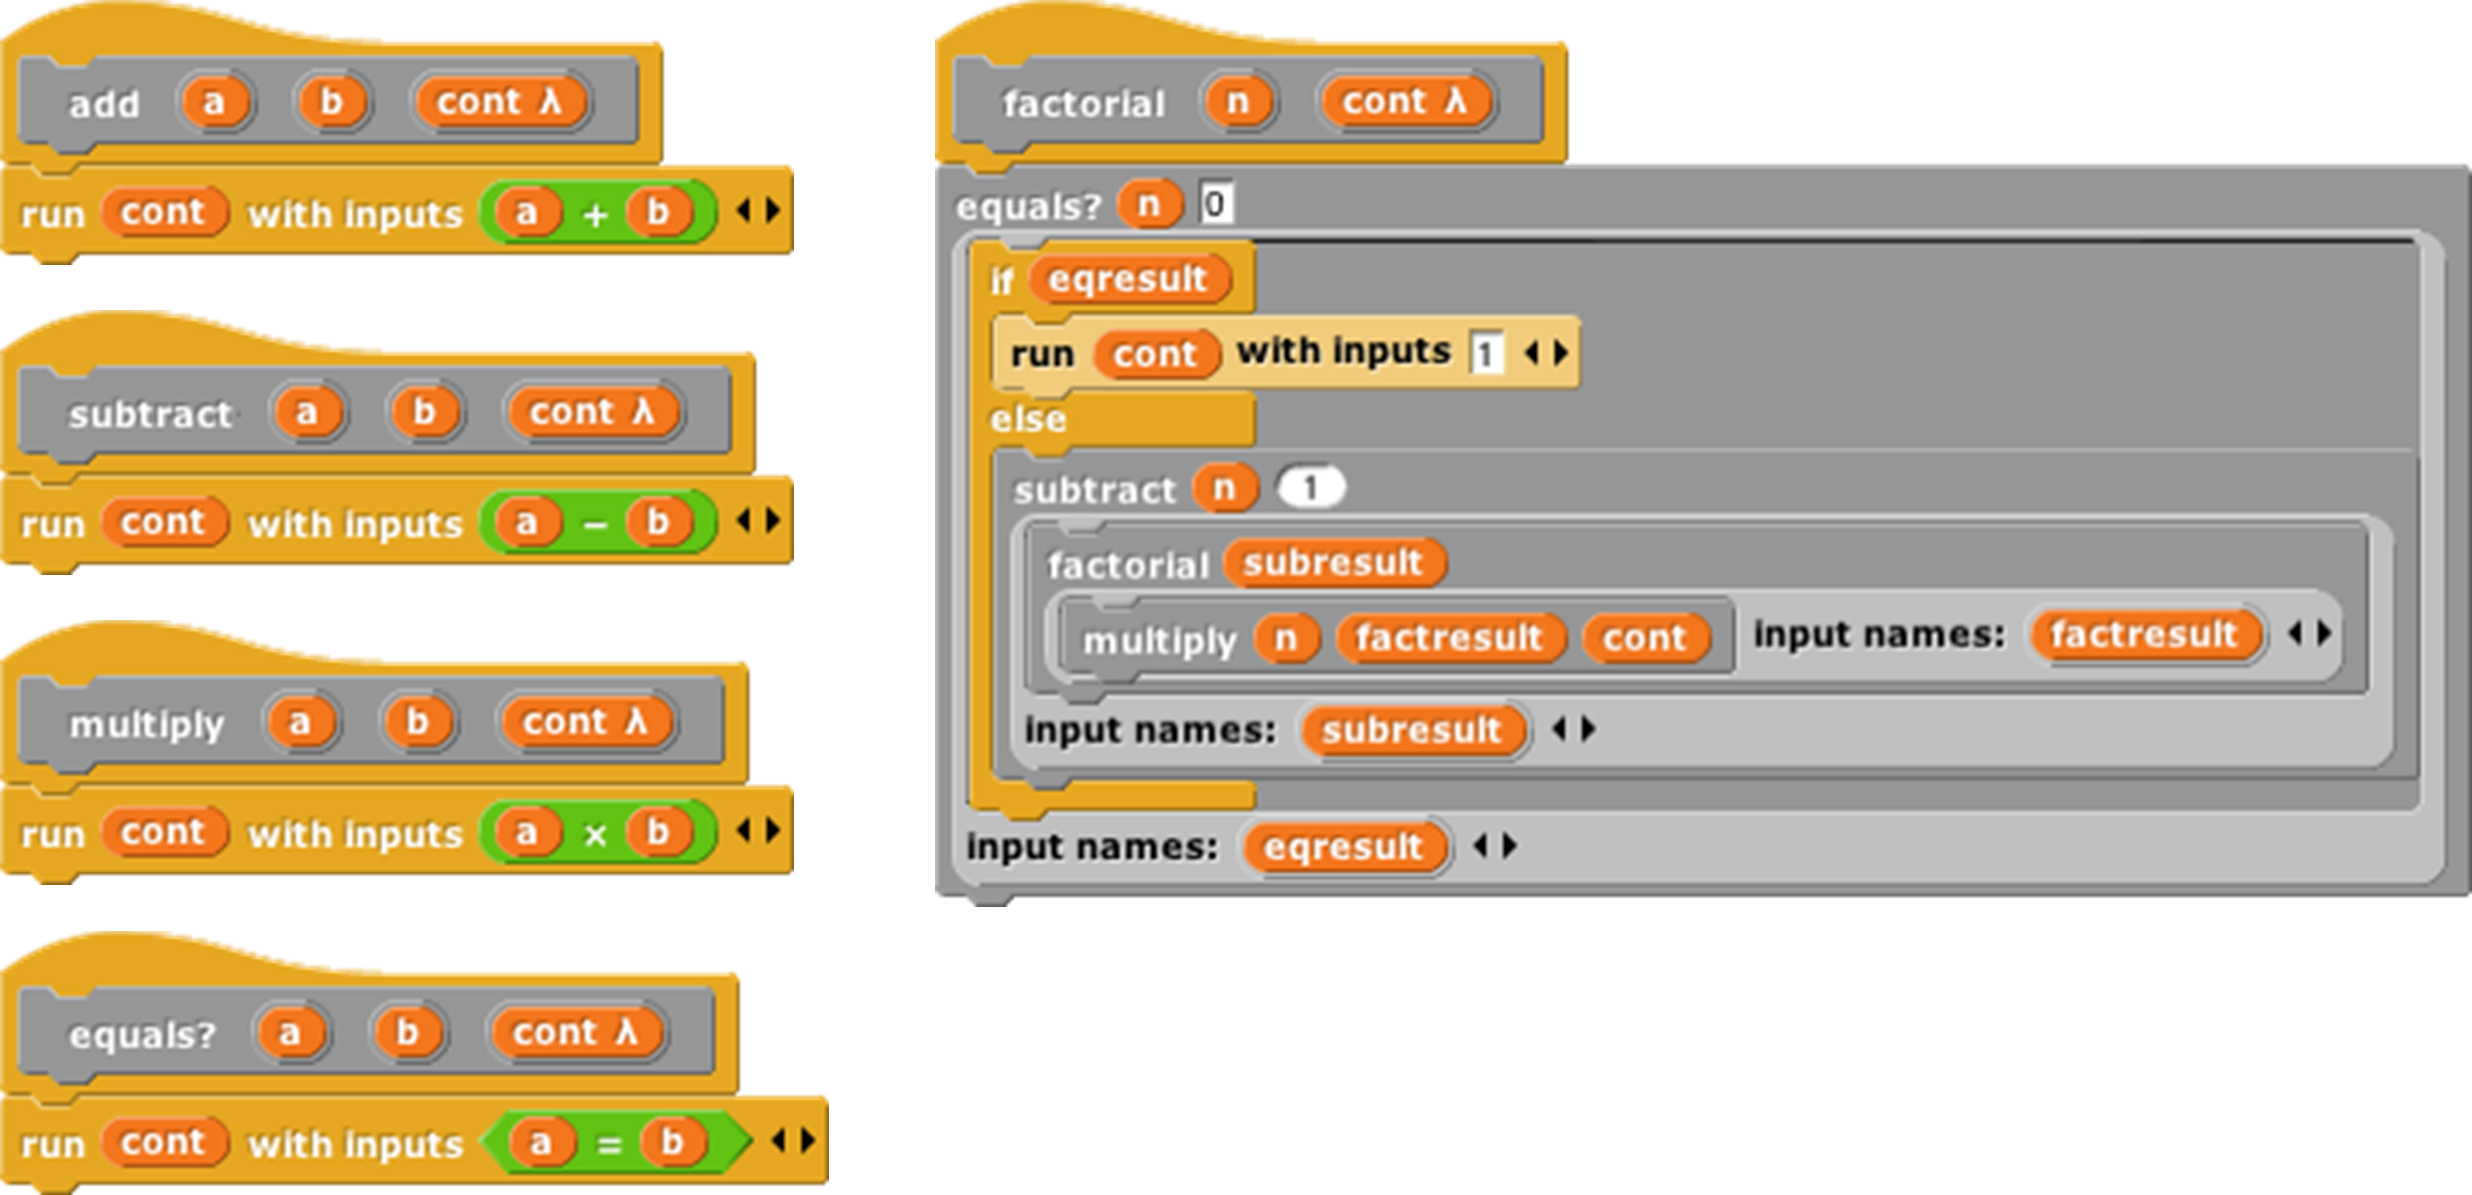 add a b cont λ
run cont with inputs a + b
subtract a b cont λ
run cont with inputs a − b
multiply a b cont λ
run cont with inputs a × b
equals? a b cont λ
run cont with inputs a = b
factorial n cont λ
equals? n 0
if eqresult
run cont with inputs 1
else
subtract n 1
factorial subresult
multiply n factresult cont input names: factresult
input names: subresult
input names: eqresult